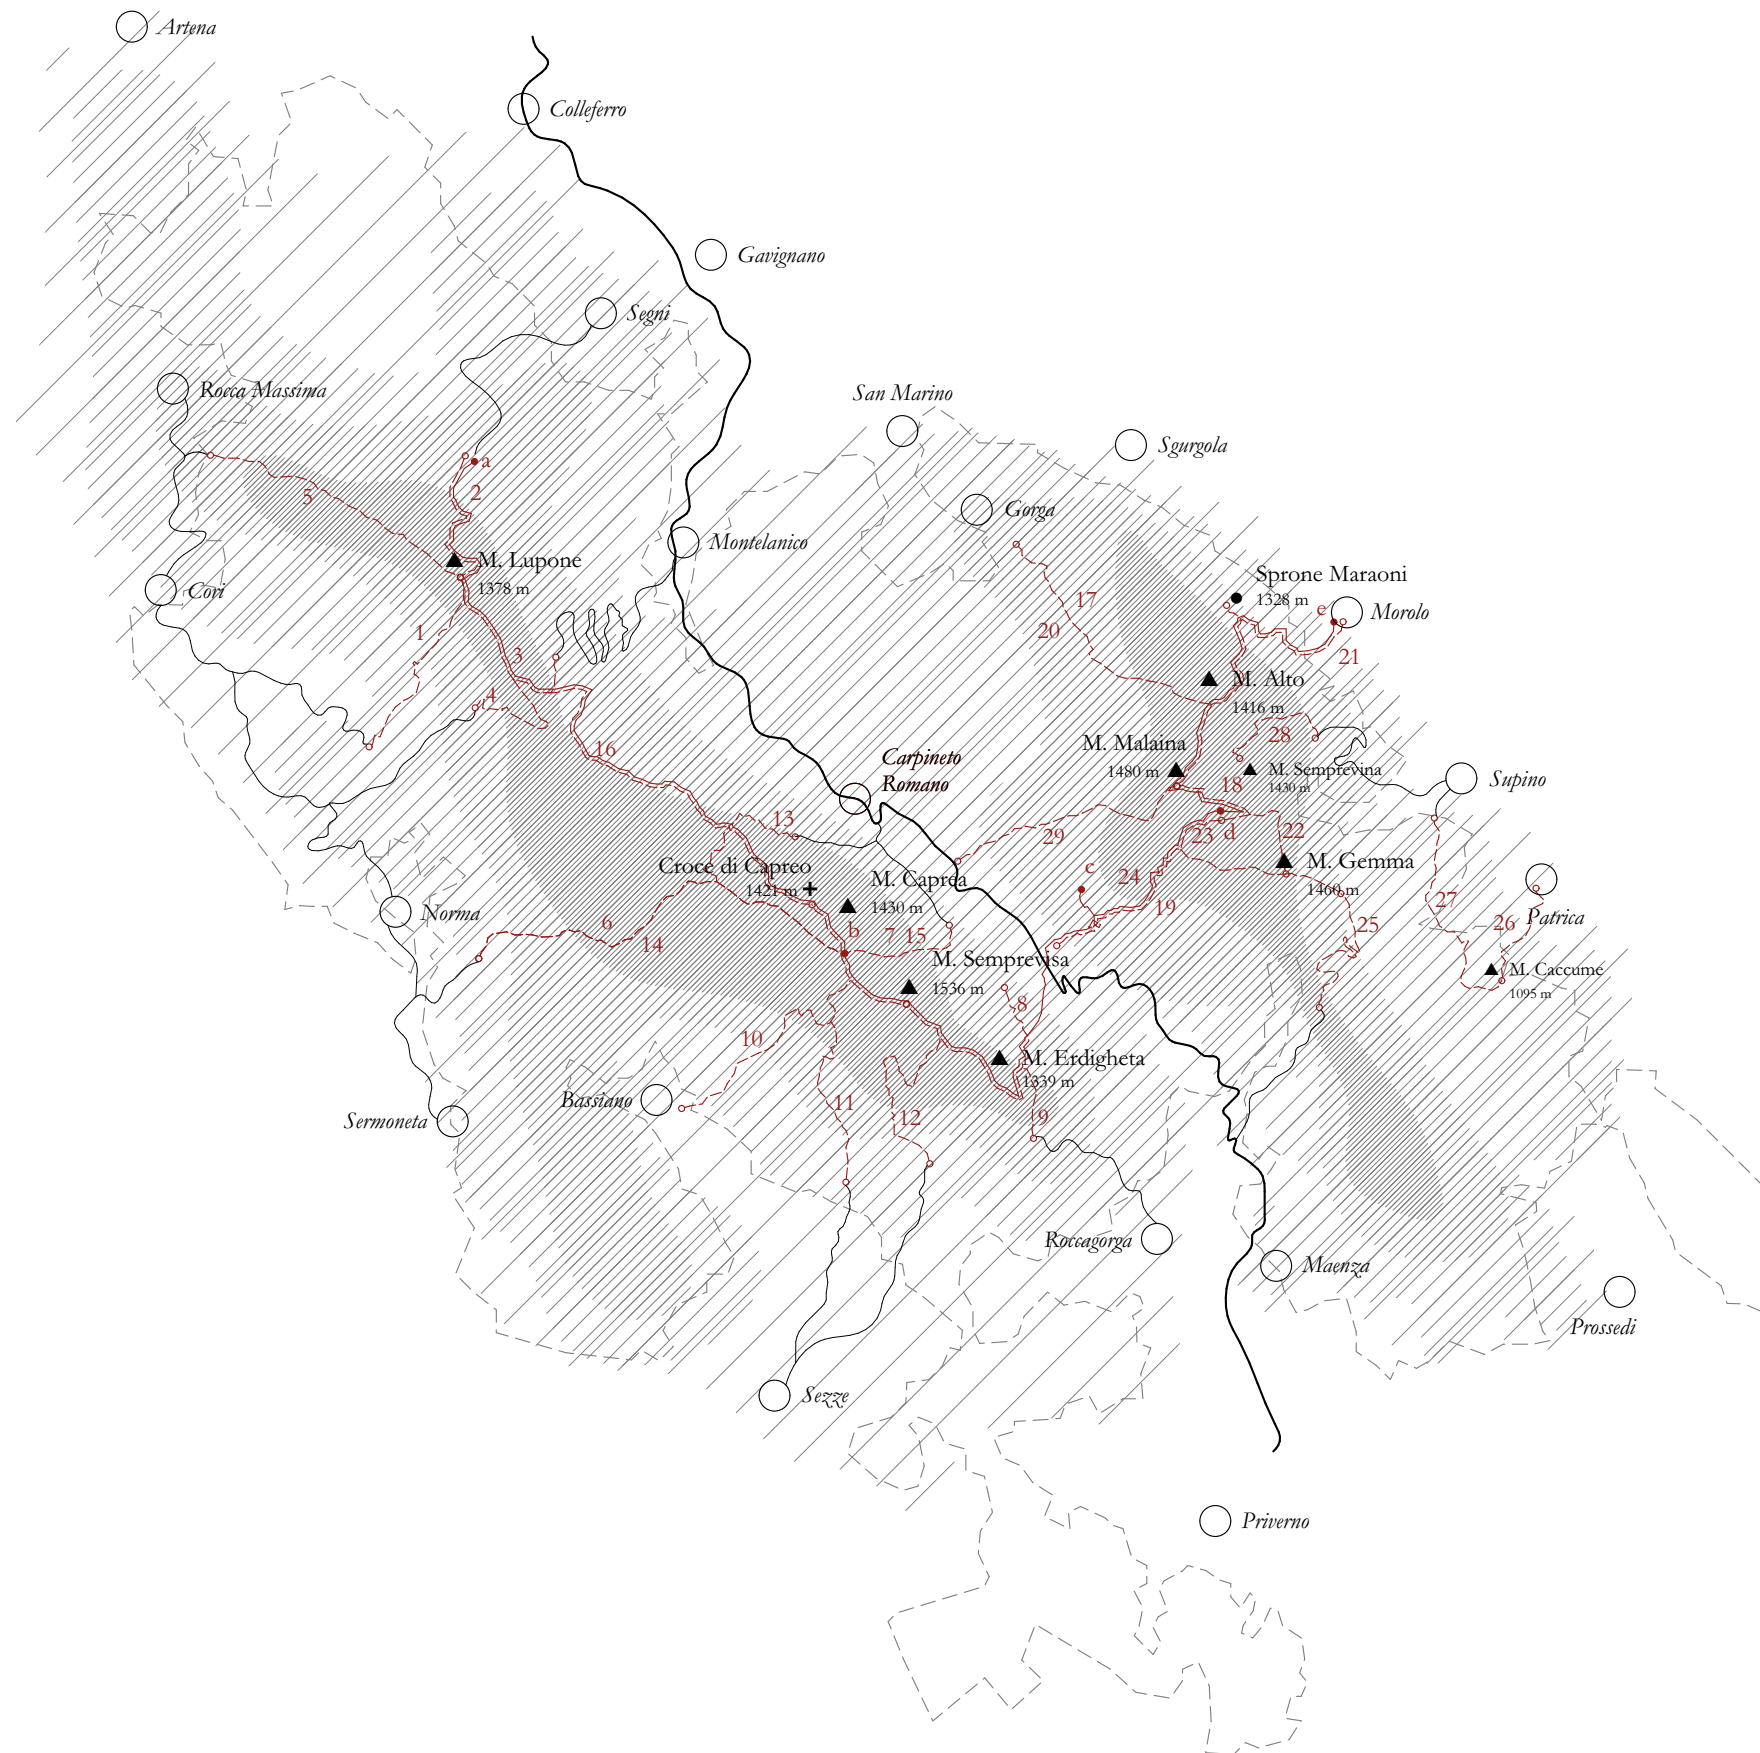 Artena
Colleferro
Gavignano
Segni
Rocca Massima
San Marino
Sgurgola
a
2
5
Gorga
Montelanico
M. Lupone
1378 m
Sprone Maraoni
1328 m
Cori
17
e
Morolo
20
1
3
21
4
M. Alto
1416 m
16
28
M. Malaina
1480 m
Carpineto
Romano
M. Semprevina
1430 m
18
Supino
13
29
23
d
22
Croce di Capreo
1421 m
M. Caprea
1430 m
c
24
M. Gemma
1460 m
19
27
Norma
6
14
b
7
15
25
26
Patrica
M. Semprevisa
1536 m
M. Caccume
1095 m
8
10
M. Erdigheta
1339 m
Bassiano
11
12
9
Sermoneta
Roccagorga
Maenza
Prossedi
Sezze
Priverno